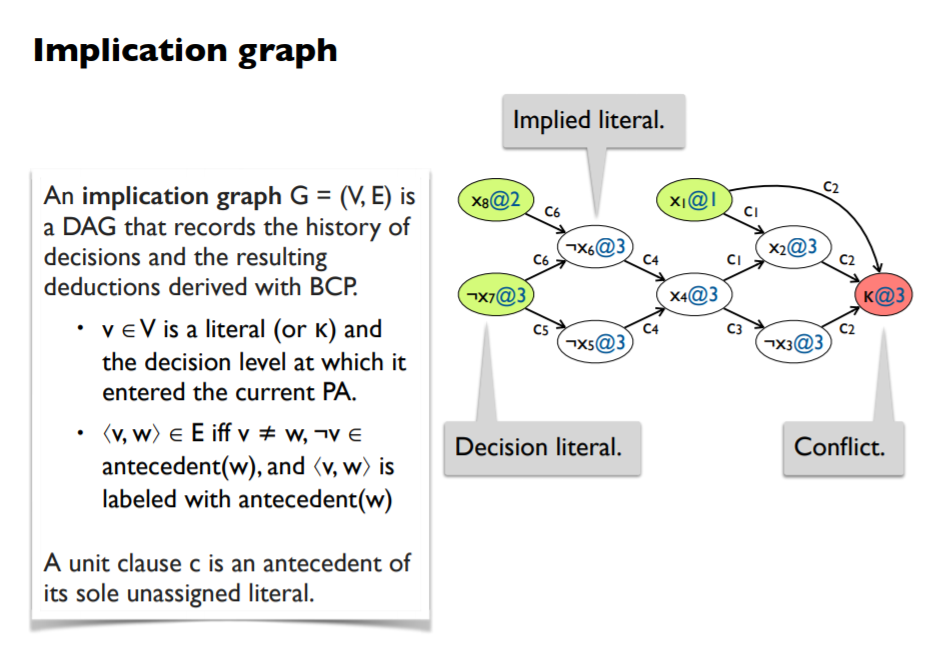 Implication graph
Implied literal.
An implication graph G = (V, E) is
a DAG that records the history of
decisions and the resulting
deductions derived with BCP.
• v ∈ V is a literal (or κ) and
the decision level at which it
entered the current PA.
• ⟨v, w⟩ ∈ E iff v ≠ w, ¬v ∈
antecedent(w), and ⟨v, w⟩ is
labeled with antecedent(w)
A unit clause c is an antecedent of
its sole unassigned literal.
x₈@2
x₁@1
c₂
c₆
c₁
¬x₆@3
x₂@3
c₆
c₄
c₁
c₂
¬x₇@3
x₄@3
κ@3
c₅
c₄
c₃
c₂
¬x₅@3
¬x₃@3
Decision literal.
Conflict.